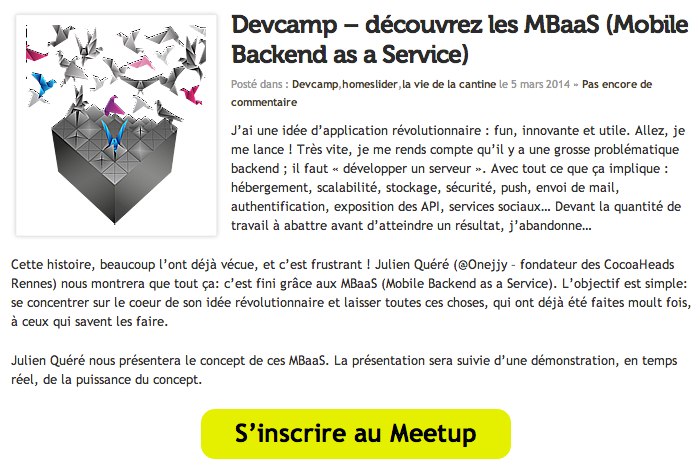 Devcamp – découvrez les MBaaS (Mobile
Backend as a Service)
Posté dans : Devcamp,homeslider,la vie de la cantine le 5 mars 2014 » Pas encore de
commentaire
J’ai une idée d’application révolutionnaire : fun, innovante et utile. Allez, je
me lance ! Très vite, je me rends compte qu’il y a une grosse problématique
backend ; il faut « développer un serveur ». Avec tout ce que ça implique :
hébergement, scalabilité, stockage, sécurité, push, envoi de mail,
authentification, exposition des API, services sociaux… Devant la quantité de
travail à abattre avant d’atteindre un résultat, j’abandonne…
Cette histoire, beaucoup l’ont déjà vécue, et c’est frustrant ! Julien Quéré (@Onejjy – fondateur des CocoaHeads
Rennes) nous montrera que tout ça: c’est fini grâce aux MBaaS (Mobile Backend as a Service). L’objectif est simple:
se concentrer sur le coeur de son idée révolutionnaire et laisser toutes ces choses, qui ont déjà été faites moult fois,
à ceux qui savent les faire.
Julien Quéré nous présentera le concept de ces MBaaS. La présentation sera suivie d’une démonstration, en temps
réel, de la puissance du concept.
S’inscrire au Meetup